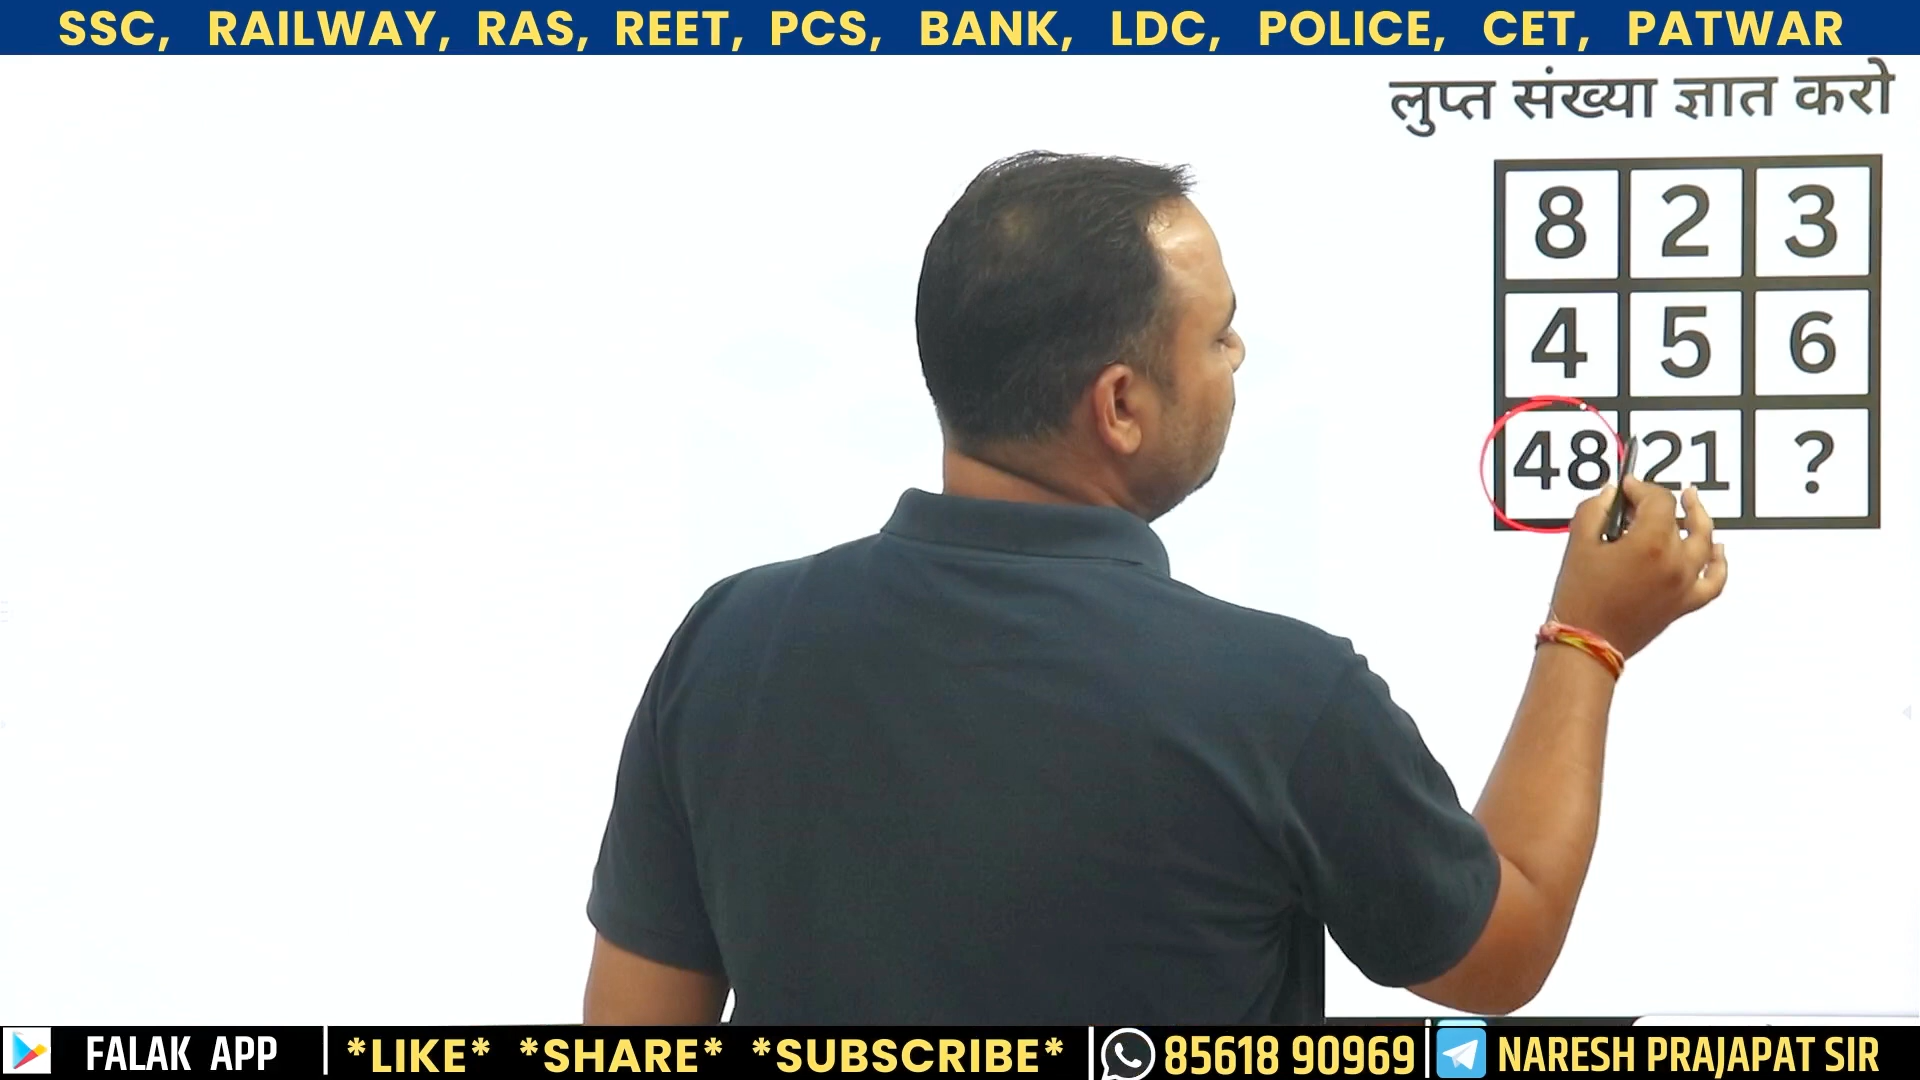 SSC, RAILWAY, RAS, REET, PCS, BANK, LDC, POLICE, CET, PATWAR
लुप्त संख्या ज्ञात करो
8 2 3
4 5 6
48 21 ?
FALAK APP *LIKE* *SHARE* *SUBSCRIBE* 85618 90969 NARESH PRAJAPAT SIR